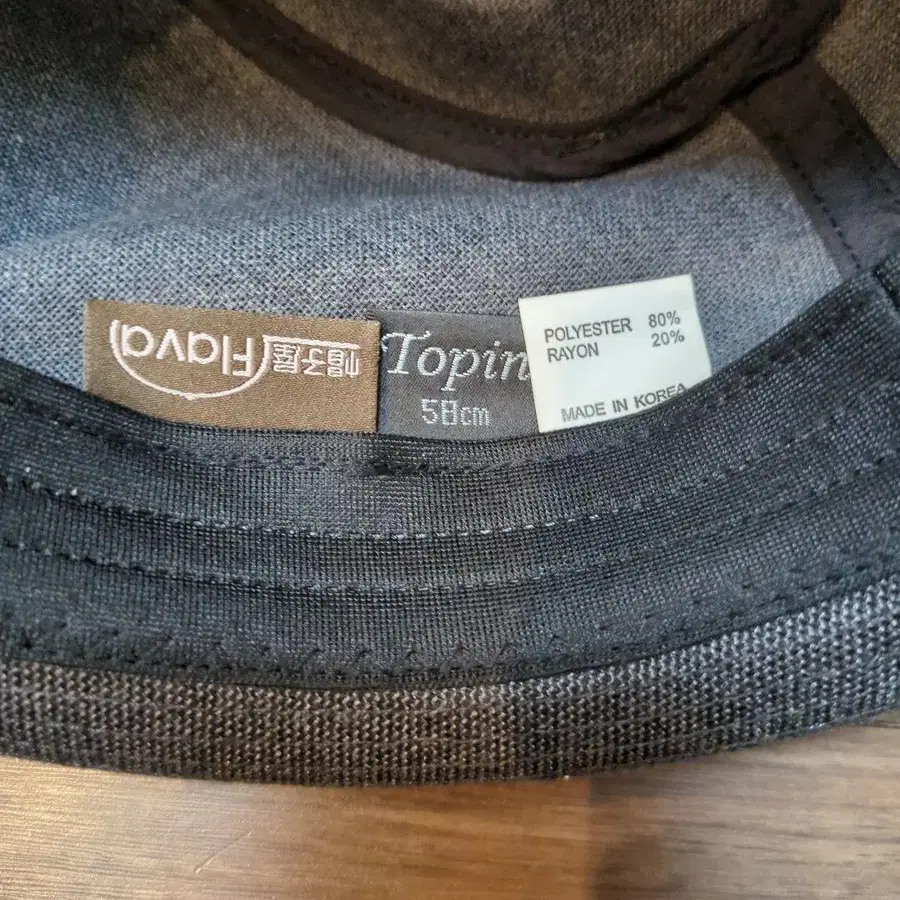 帽子屋 Flava
Topin
58cm
POLYESTER 80%
RAYON 20%
MADE IN KOREA